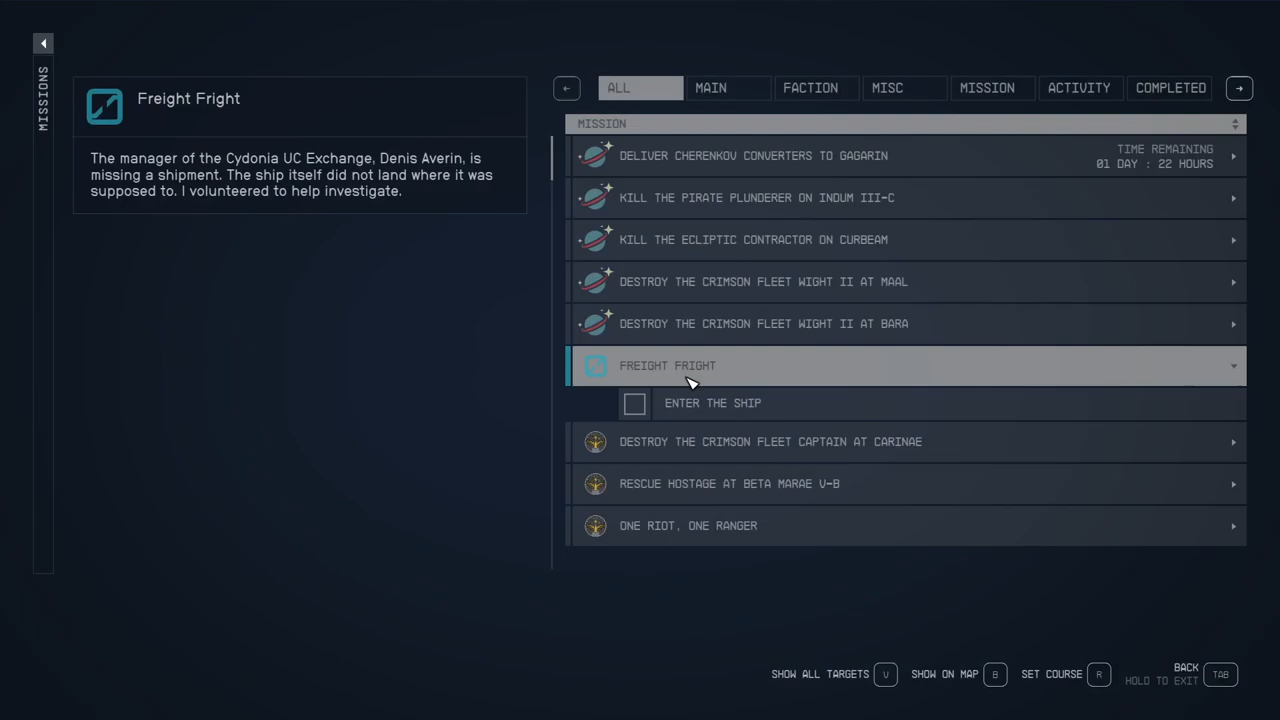 MISSIONS
Freight Fright
The manager of the Cydonia UC Exchange, Denis Averin, is
missing a shipment. The ship itself did not land where it was
supposed to. I volunteered to help investigate.
ALL MAIN FACTION MISC MISSION ACTIVITY COMPLETED
MISSION
DELIVER CHERENKOV CONVERTERS TO GAGARIN
TIME REMAINING
01 DAY : 22 HOURS
KILL THE PIRATE PLUNDERER ON INDUM III-C
KILL THE ECLIPTIC CONTRACTOR ON CURBEAM
DESTROY THE CRIMSON FLEET WIGHT II AT MAAL
DESTROY THE CRIMSON FLEET WIGHT II AT BARA
FREIGHT FRIGHT
ENTER THE SHIP
DESTROY THE CRIMSON FLEET CAPTAIN AT CARINAE
RESCUE HOSTAGE AT BETA MARAE V-B
ONE RIOT, ONE RANGER
SHOW ALL TARGETS V SHOW ON MAP B SET COURSE R BACK
HOLD TO EXIT TAB